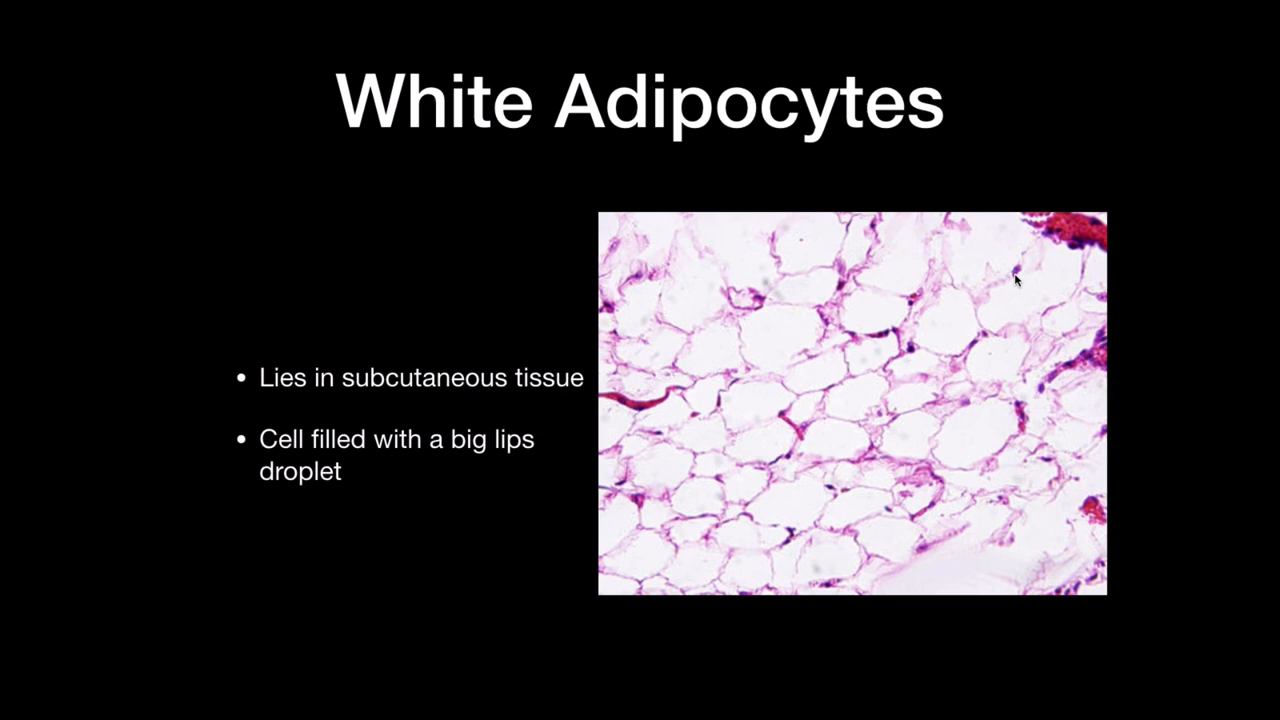 White Adipocytes
• Lies in subcutaneous tissue
• Cell filled with a big lips
droplet